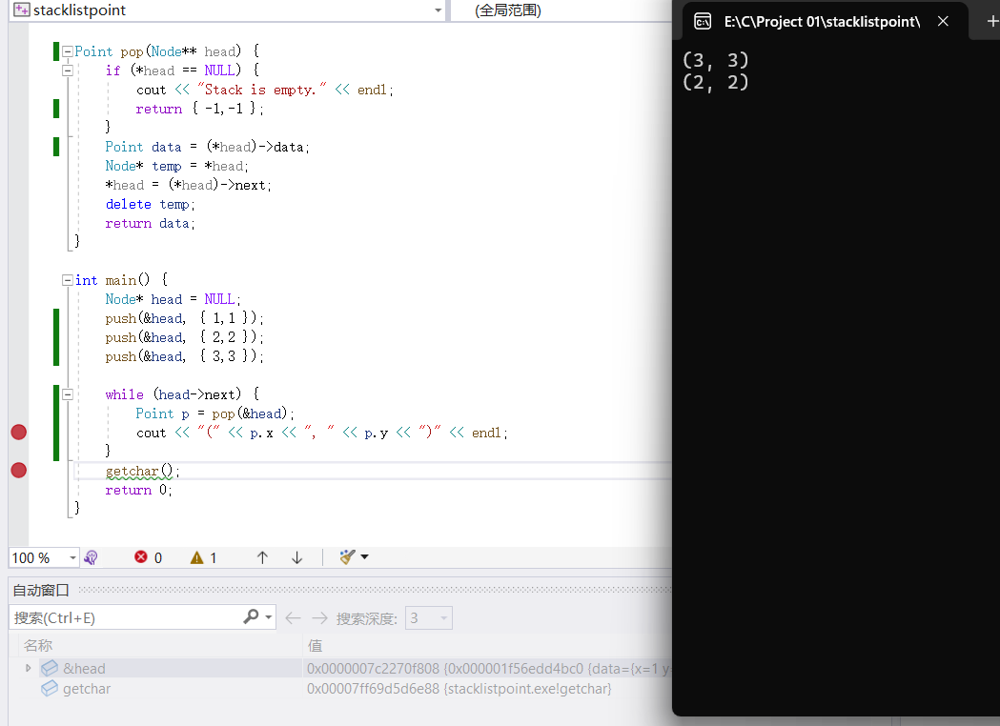 stacklistpoint
(全局范围)
Point pop(Node** head) {
if (*head == NULL) {
cout << "Stack is empty." << endl;
return { -1,-1 };
}
Point data = (*head)->data;
Node* temp = *head;
*head = (*head)->next;
delete temp;
return data;
}
int main() {
Node* head = NULL;
push(&head, { 1,1 });
push(&head, { 2,2 });
push(&head, { 3,3 });
while (head->next) {
Point p = pop(&head);
cout << "(" << p.x << ", " << p.y << ")" << endl;
}
getchar();
return 0;
}
100 %
0
1
自动窗口
搜索(Ctrl+E)
搜索深度:
3
名称
值
&head
0x0000007c2270f808 {0x000001f56edd4bc0 {data={x=1 y=
getchar
0x00007ff69d5d6e88 {stacklistpoint.exe!getchar}
E:\C\Project 01\stacklistpoint\
(3, 3)
(2, 2)